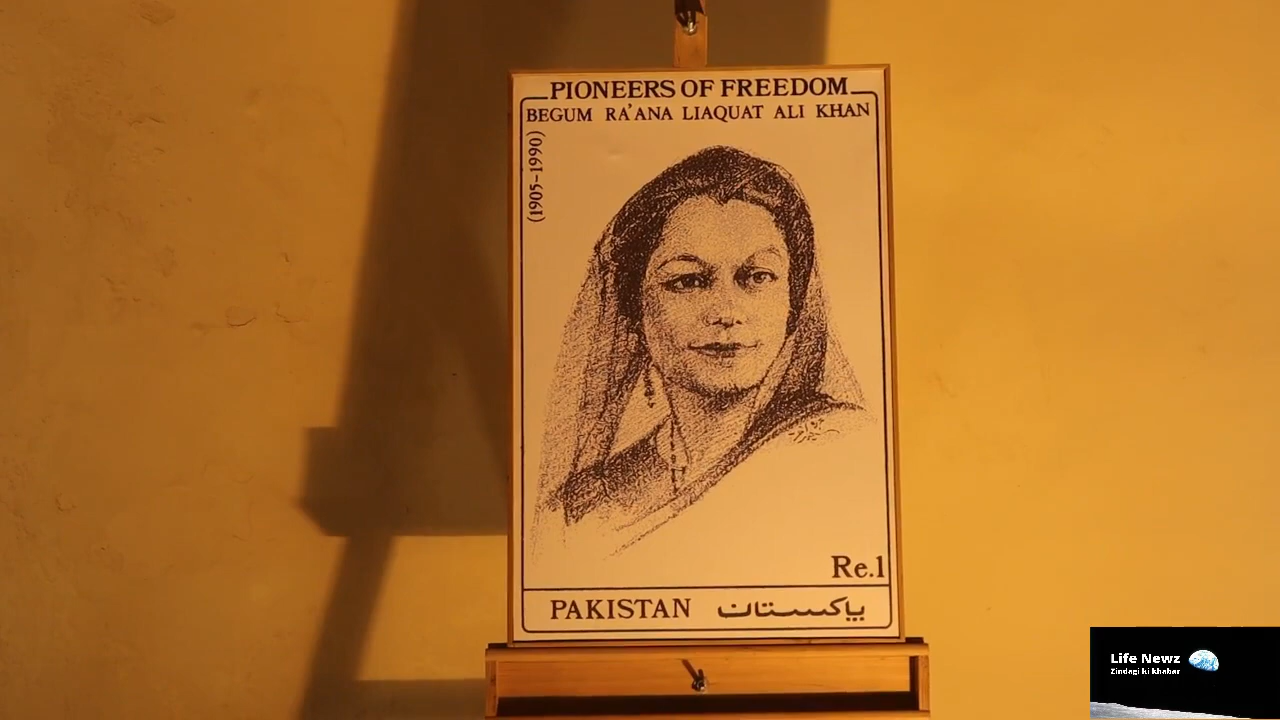 PIONEERS OF FREEDOM
BEGUM RA'ANA LIAQUAT ALI KHAN
(1905-1990)
Re.1
PAKISTAN پاکستان
Life Newz
Zindagi ki khabar